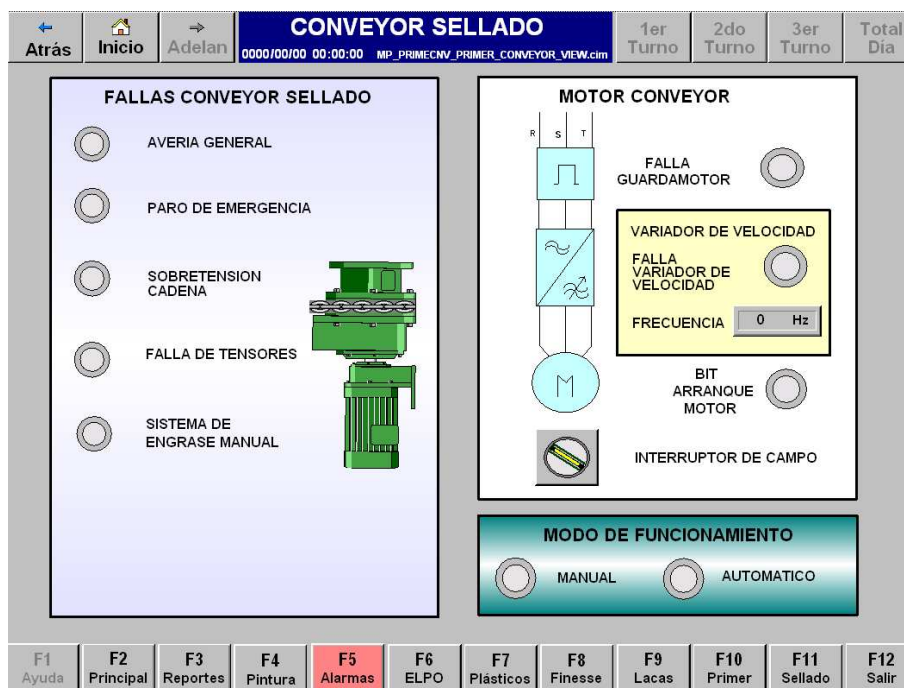 Atrás
Inicio
Adelan
CONVEYOR SELLADO
0000/00/00 00:00:00 MP_PRIMECNV_PRIMER_CONVEYOR_VIEW.cim
1er
Turno
2do
Turno
3er
Turno
Total
Día
FALLAS CONVEYOR SELLADO
AVERIA GENERAL
PARO DE EMERGENCIA
SOBRETENSION
CADENA
FALLA DE TENSORES
SISTEMA DE
ENGRASE MANUAL
MOTOR CONVEYOR
R S T
FALLA
GUARDAMOTOR
VARIADOR DE VELOCIDAD
FALLA
VARIADOR DE
VELOCIDAD
FRECUENCIA 0 Hz
M
BIT
ARRANQUE
MOTOR
INTERRUPTOR DE CAMPO
MODO DE FUNCIONAMIENTO
MANUAL
AUTOMATICO
F1
Ayuda
F2
Principal
F3
Reportes
F4
Pintura
F5
Alarmas
F6
ELPO
F7
Plásticos
F8
Finesse
F9
Lacas
F10
Primer
F11
Sellado
F12
Salir